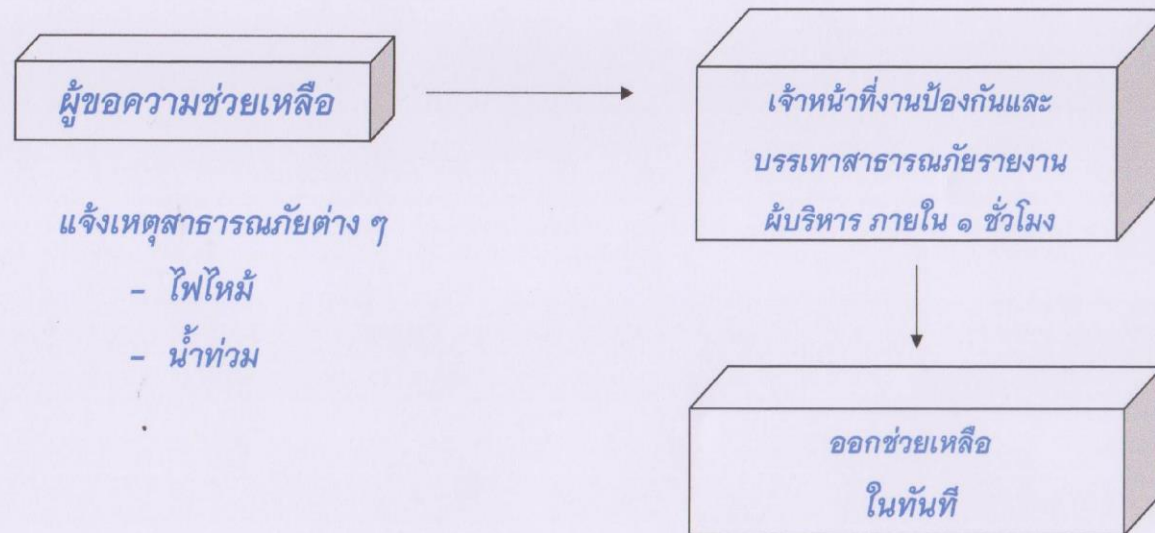 ผู้ขอความช่วยเหลือ
แจ้งเหตุสาธารณภัยต่าง ๆ
- ไฟไหม้
- น้ำท่วม
เจ้าหน้าที่งานป้องกันและ
บรรเทาสาธารณภัยรายงาน
ผู้บริหาร ภายใน ๑ ชั่วโมง
ออกช่วยเหลือ
ในทันที